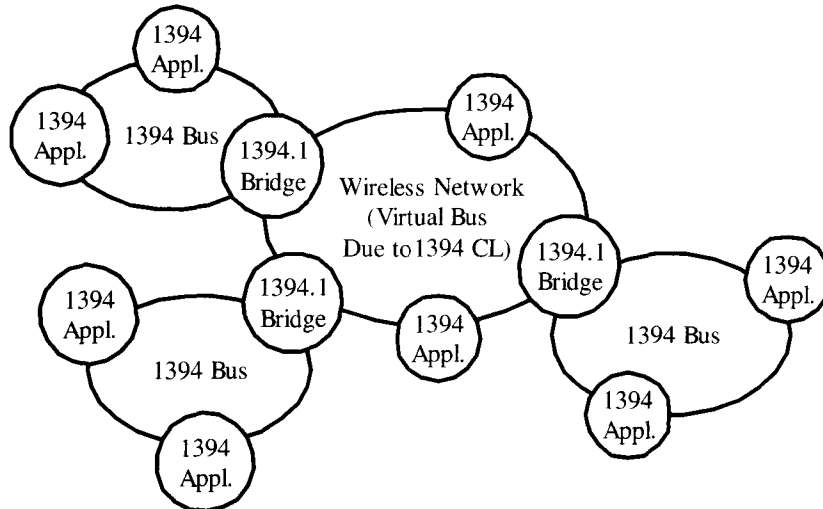 1394
Appl.
1394
Appl.
1394 Bus
1394.1
Bridge
1394
Appl.
Wireless Network
(Virtual Bus
Due to 1394 CL)
1394.1
Bridge
1394
Appl.
1394 Bus
1394
Appl.
1394.1
Bridge
1394
Appl.
1394
Appl.
1394 Bus
1394
Appl.